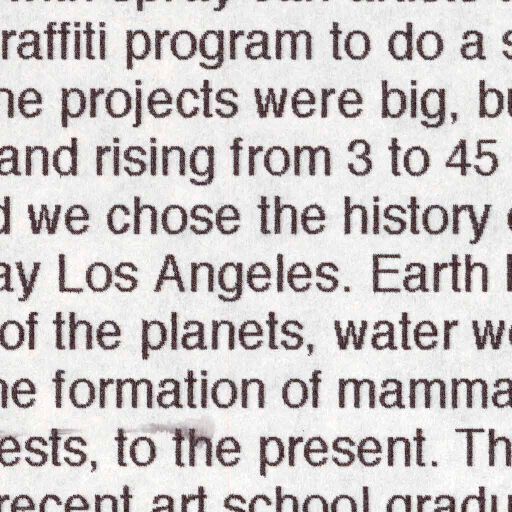 raffiti program to do a s
ne projects were big, bu
and rising from 3 to 45
d we chose the history
ay Los Angeles. Earth
of the planets, water we
ne formation of mamma
ests, to the present. Th
recent art school gradu